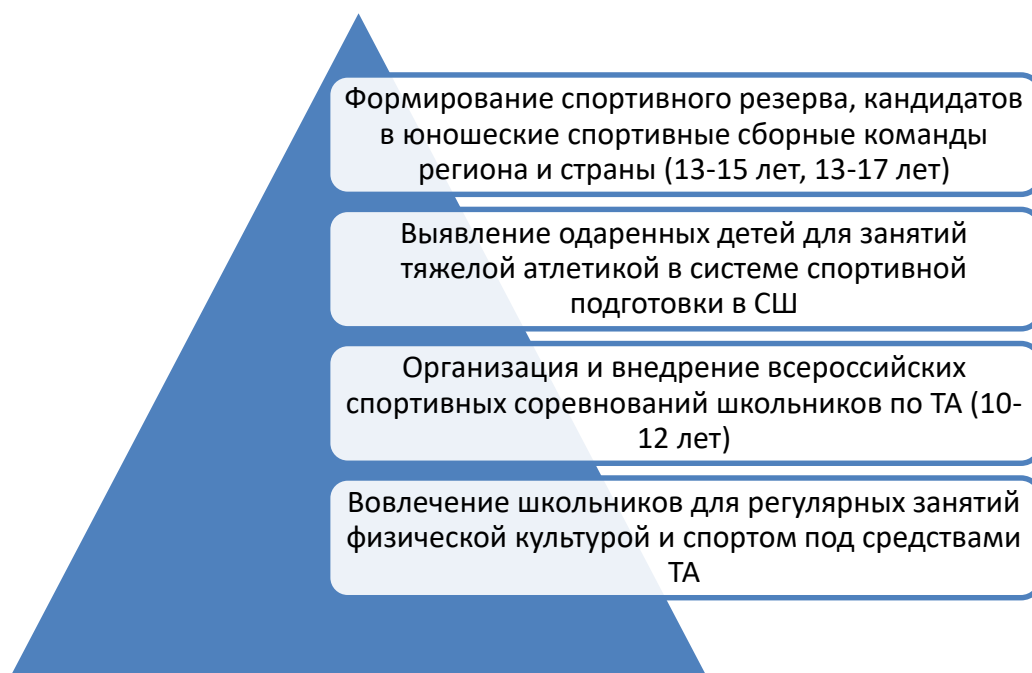 Формирование спортивного резерва, кандидатов
в юношеские спортивные сборные команды
региона и страны (13-15 лет, 13-17 лет)
Выявление одаренных детей для занятий
тяжелой атлетикой в системе спортивной
подготовки в СШ
Организация и внедрение всероссийских
спортивных соревнований школьников по ТА (10-
12 лет)
Вовлечение школьников для регулярных занятий
физической культурой и спортом под средствами
ТА